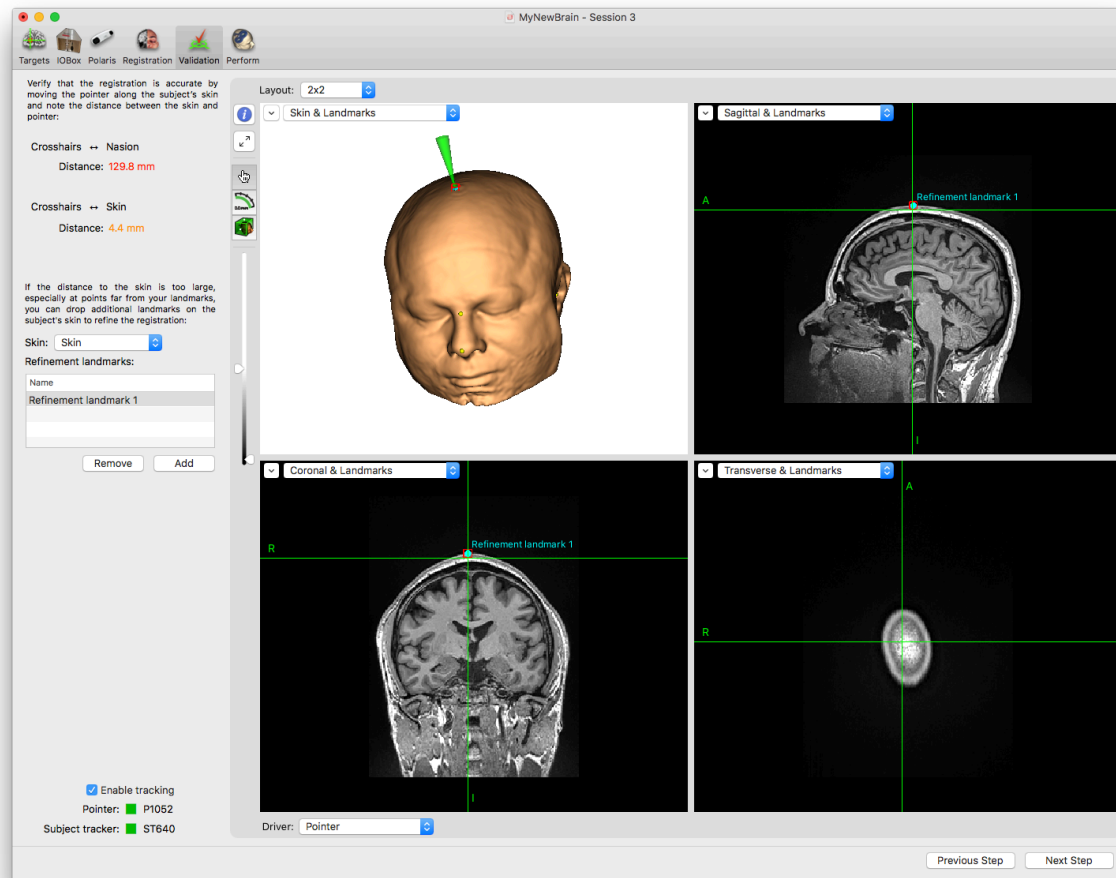 MyNewBrain - Session 3
Targets IOBox Polaris Registration Validation Perform
Verify that the registration is accurate by
moving the pointer along the subject's skin
and note the distance between the skin and
pointer:
Crosshairs ↔ Nasion
Distance: 129.8 mm
Crosshairs ↔ Skin
Distance: 4.4 mm
If the distance to the skin is too large,
especially at points far from your landmarks,
you can drop additional landmarks on the
subject's skin to refine the registration:
Skin: Skin
Refinement landmarks:
Name
Refinement landmark 1
Remove Add
Enable tracking
Pointer: P1052
Subject tracker: ST640
Layout: 2x2
Skin & Landmarks
Sagittal & Landmarks
A
Refinement landmark 1
I
Coronal & Landmarks
R
Refinement landmark 1
I
Transverse & Landmarks
A
R
Driver: Pointer
Previous Step Next Step